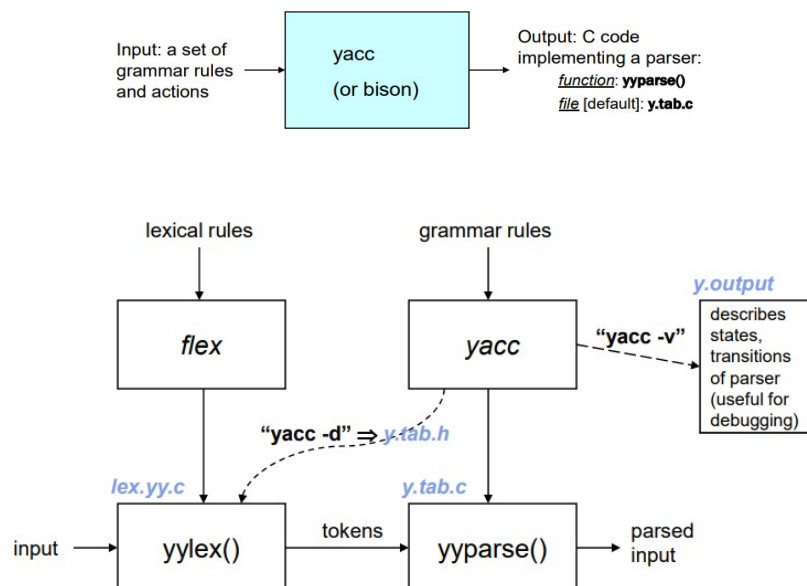 Input: a set of
grammar rules
and actions
yacc
(or bison)
Output: C code
implementing a parser:
function: yyparse()
file [default]: y.tab.c
lexical rules
grammar rules
flex
yacc
"yacc -v"
y.output
describes
states,
transitions
of parser
(useful for
debugging)
“yacc -d” ⇒ y.tab.h
lex.yy.c
y.tab.c
input
yylex()
tokens
yyparse()
parsed
input